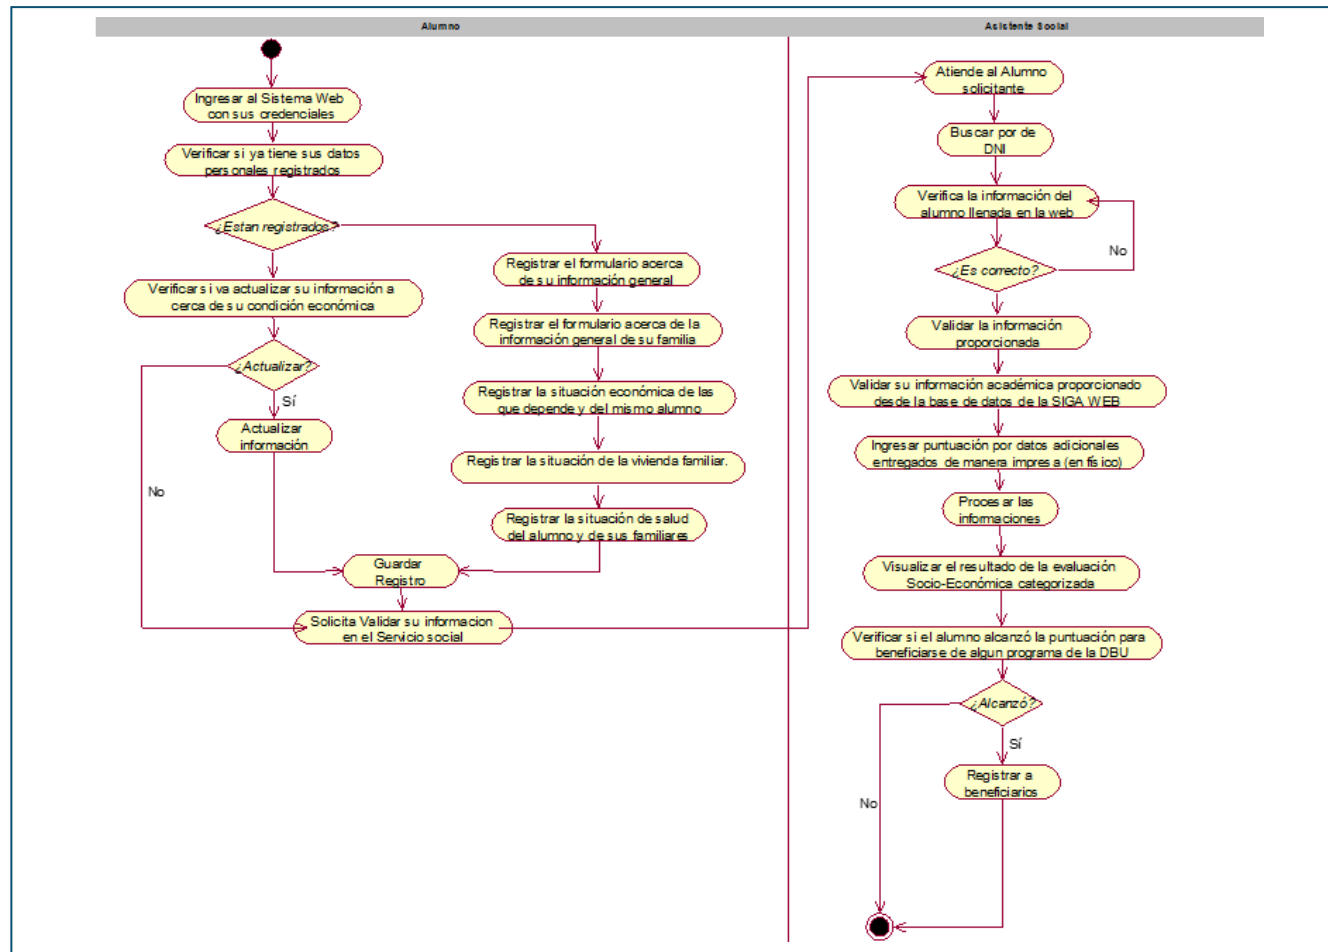 Alumno
Asistente Social
Ingresar al Sistema Web
con sus credenciales
Verificar si ya tiene sus datos
personales registrados
¿Estan registrados?
Verificar si va actualizar su información a
cerca de su condición económica
¿Actualizar?
Sí
No
Actualizar
información
Registrar el formulario acerca
de su información general
Registrar el formulario acerca de la
información general de su familia
Registrar la situación económica de las
que depende y del mismo alumno
Registrar la situación de la vivienda familiar.
Registrar la situación de salud
del alumno y de sus familiares
Guardar
Registro
Solicita Validar su informacion
en el Servicio social
Atiende al Alumno
solicitante
Buscar por de
DNI
Verifica la información del
alumno llenada en la web
No
¿Es correcto?
Validar la información
proporcionada
Validar su información académica proporcionado
desde la base de datos de la SIGA WEB
Ingresar puntuación por datos adicionales
entregados de manera impresa (en físico)
Procesar las
informaciones
Visualizar el resultado de la evaluación
Socio-Económica categorizada
Verificar si el alumno alcanzó la puntuación para
beneficiarse de algun programa de la DBU
¿Alcanzó?
Sí
No
Registrar a
beneficiarios